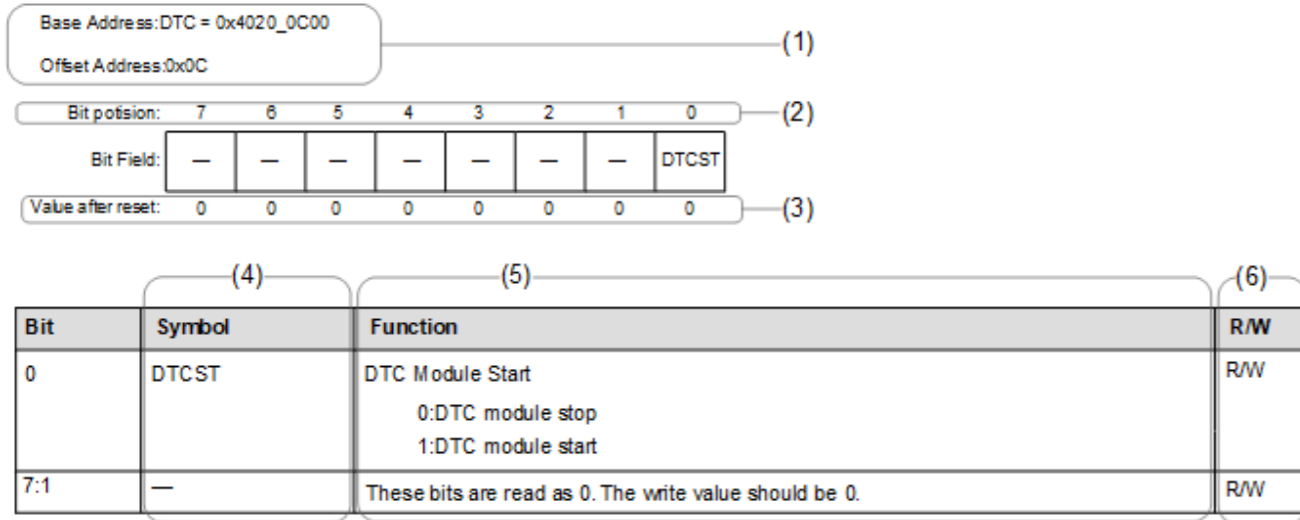 Base Address:DTC = 0x4020_0C00
(1)
Offset Address:0x0C
Bit potision: 7 6 5 4 3 2 1 0 (2)
Bit Field: — — — — — — — DTCST
Value after reset: 0 0 0 0 0 0 0 0 (3)
(4) (5) (6)
Bit Symbol Function R/W
0 DTCST DTC Module Start R/W
0:DTC module stop
1:DTC module start
7:1 — These bits are read as 0. The write value should be 0. R/W